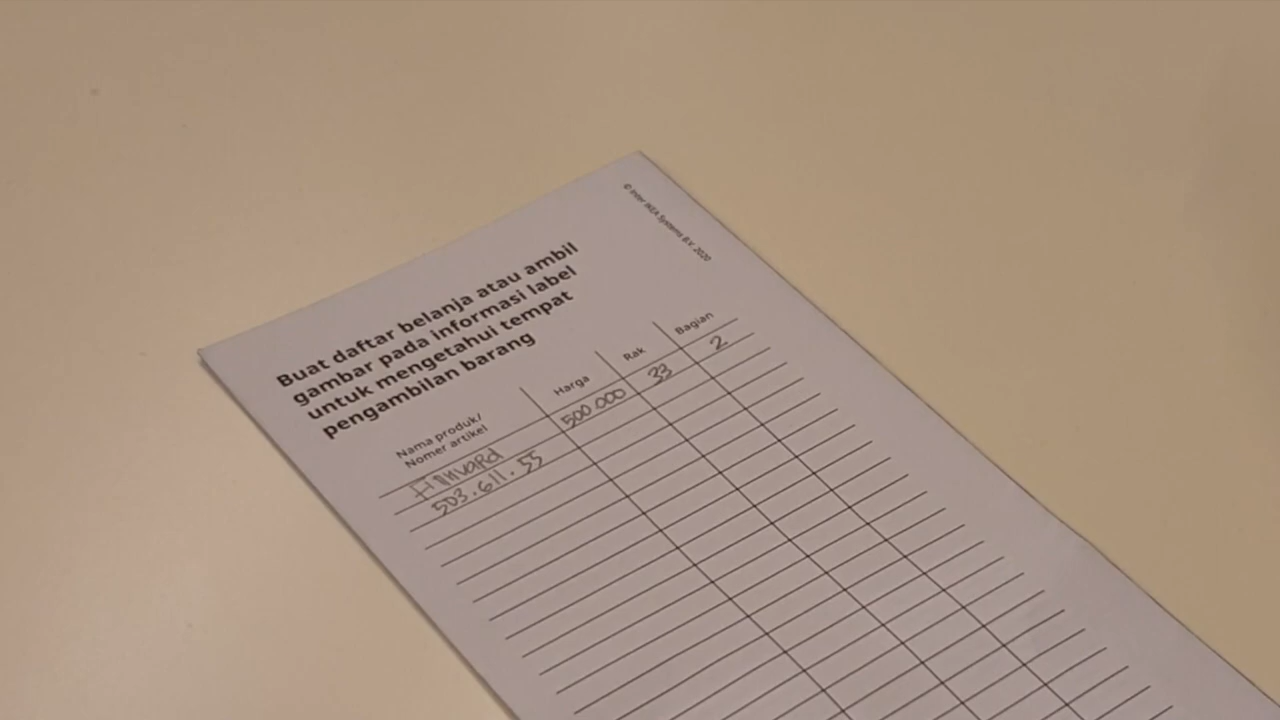 © Inter IKEA Systems B.V. 2020
Buat daftar belanja atau ambil
gambar pada informasi label
untuk mengetahui tempat
pengambilan barang
Nama produk/
Nomer artikel
Harga
Rak
Bagian
500.000
33
2
503.611.55